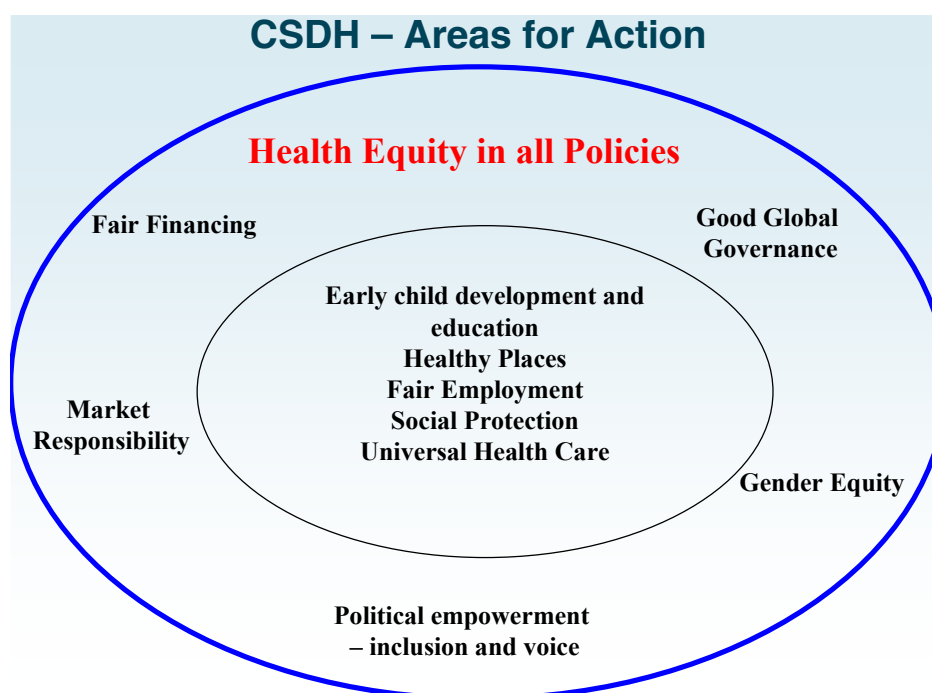 CSDH – Areas for Action
Health Equity in all Policies
Fair Financing
Good Global
Governance
Early child development and
education
Healthy Places
Fair Employment
Social Protection
Universal Health Care
Market
Responsibility
Gender Equity
Political empowerment
– inclusion and voice